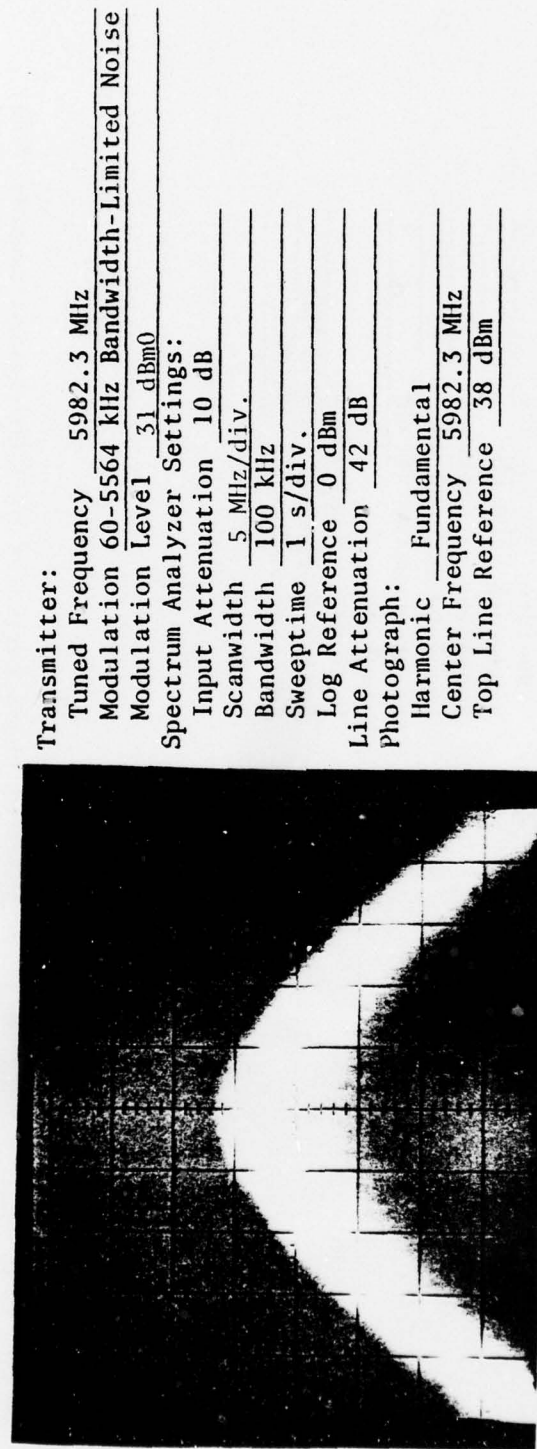 Transmitter:
Tuned Frequency 5982.3 MHz
Modulation 60-5564 kHz Bandwidth-Limited Noise
Modulation Level 31 dBm0
Spectrum Analyzer Settings:
Input Attenuation 10 dB
Scanwidth 5 MHz/div.
Bandwidth 100 kHz
Sweeptime 1 s/div.
Log Reference 0 dBm
Line Attenuation 42 dB
Photograph:
Harmonic Fundamental
Center Frequency 5982.3 MHz
Top Line Reference 38 dBm